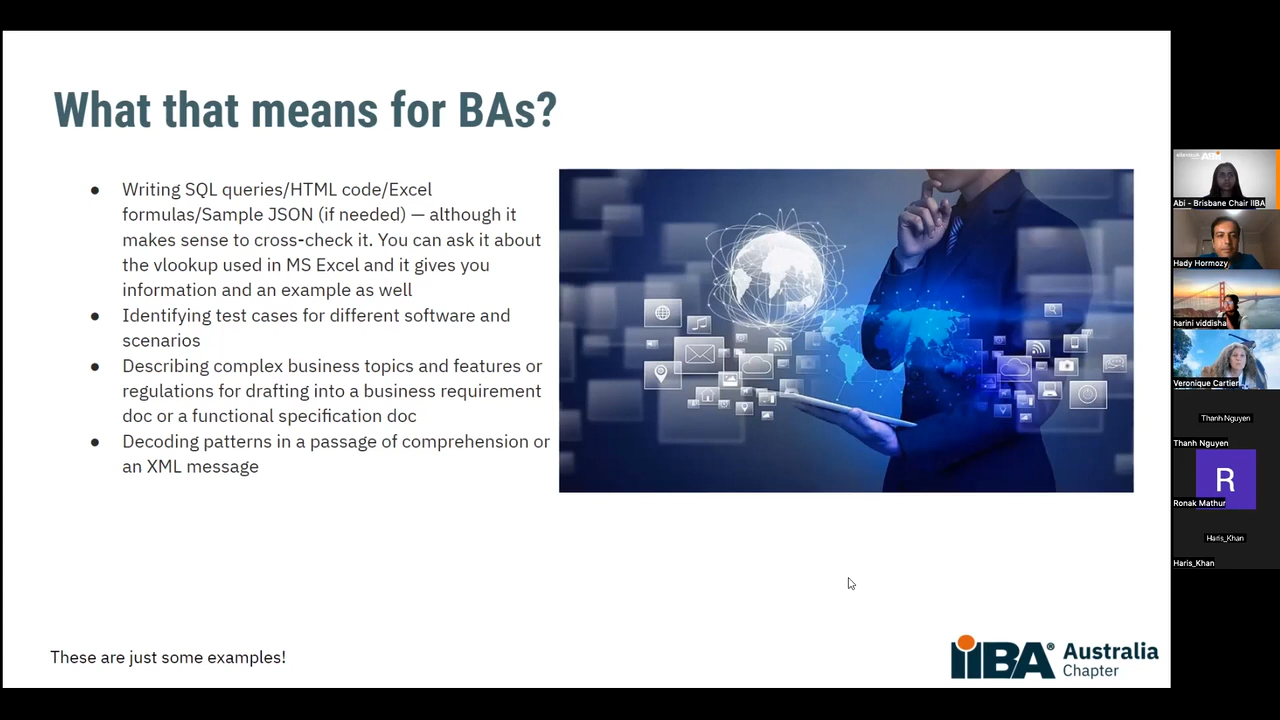 What that means for BAs?
● Writing SQL queries/HTML code/Excel
formulas/Sample JSON (if needed) — although it
makes sense to cross-check it. You can ask it about
the vlookup used in MS Excel and it gives you
information and an example as well
● Identifying test cases for different software and
scenarios
● Describing complex business topics and features or
regulations for drafting into a business requirement
doc or a functional specification doc
● Decoding patterns in a passage of comprehension or
an XML message
These are just some examples!
iiBA® Australia
Chapter
Abi - Brisbane Chair IIBA
Hady Hormozy
harini viddisha
Veronique Cartier
Thanh Nguyen
Thanh Nguyen
R
Ronak Mathur
Haris_Khan
Haris_Khan